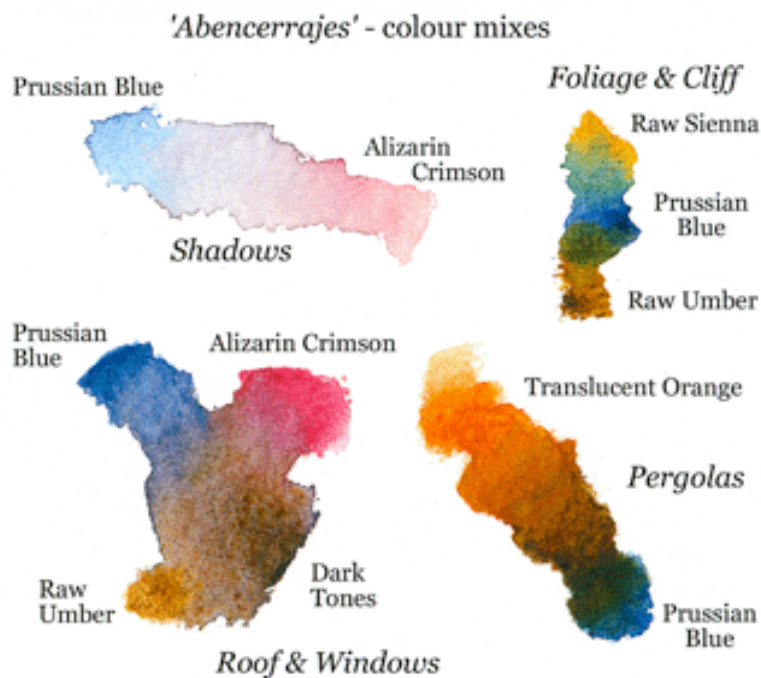 'Abencerrajes' - colour mixes
Prussian Blue
Alizarin
Crimson
Shadows
Foliage & Cliff
Raw Sienna
Prussian
Blue
Raw Umber
Prussian
Blue
Alizarin Crimson
Raw
Umber
Dark
Tones
Roof & Windows
Translucent Orange
Pergolas
Prussian
Blue